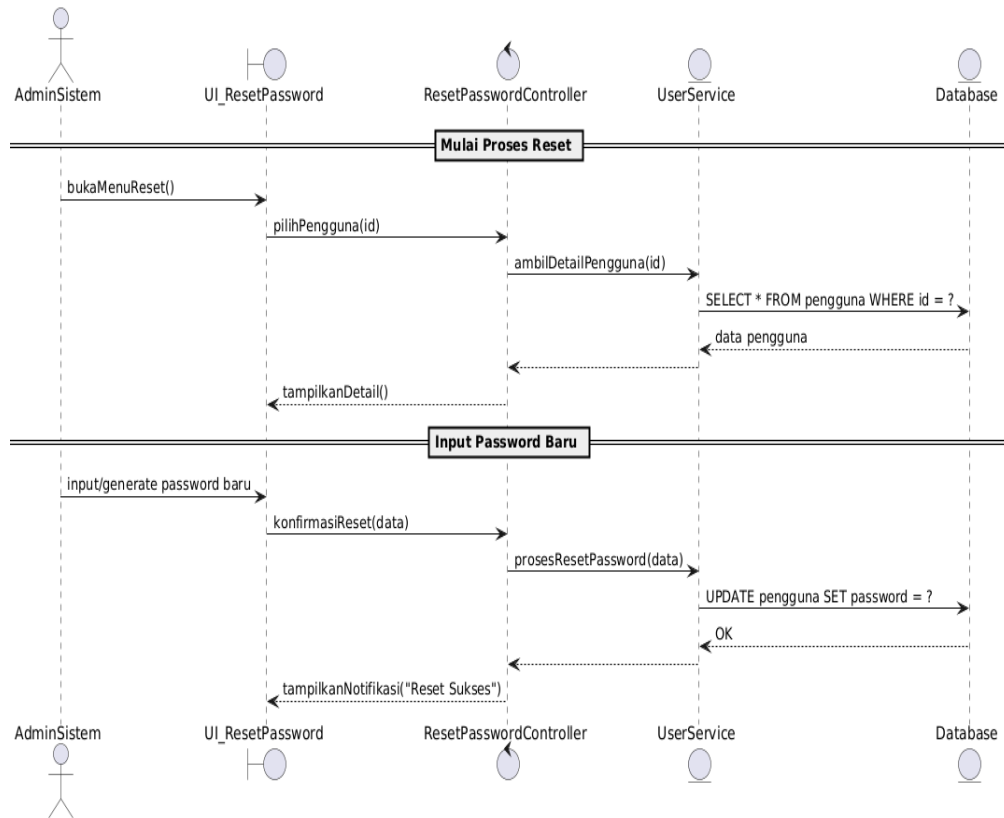 AdminSistem
UI_ResetPassword
ResetPasswordController
UserService
Database
Mulai Proses Reset
bukaMenuReset()
pilihPengguna(id)
ambilDetailPengguna(id)
SELECT * FROM pengguna WHERE id = ?
data pengguna
tampilkanDetail()
Input Password Baru
input/generate password baru
konfirmasiReset(data)
prosesResetPassword(data)
UPDATE pengguna SET password = ?
OK
tampilkanNotifikasi("Reset Sukses")
AdminSistem
UI_ResetPassword
ResetPasswordController
UserService
Database